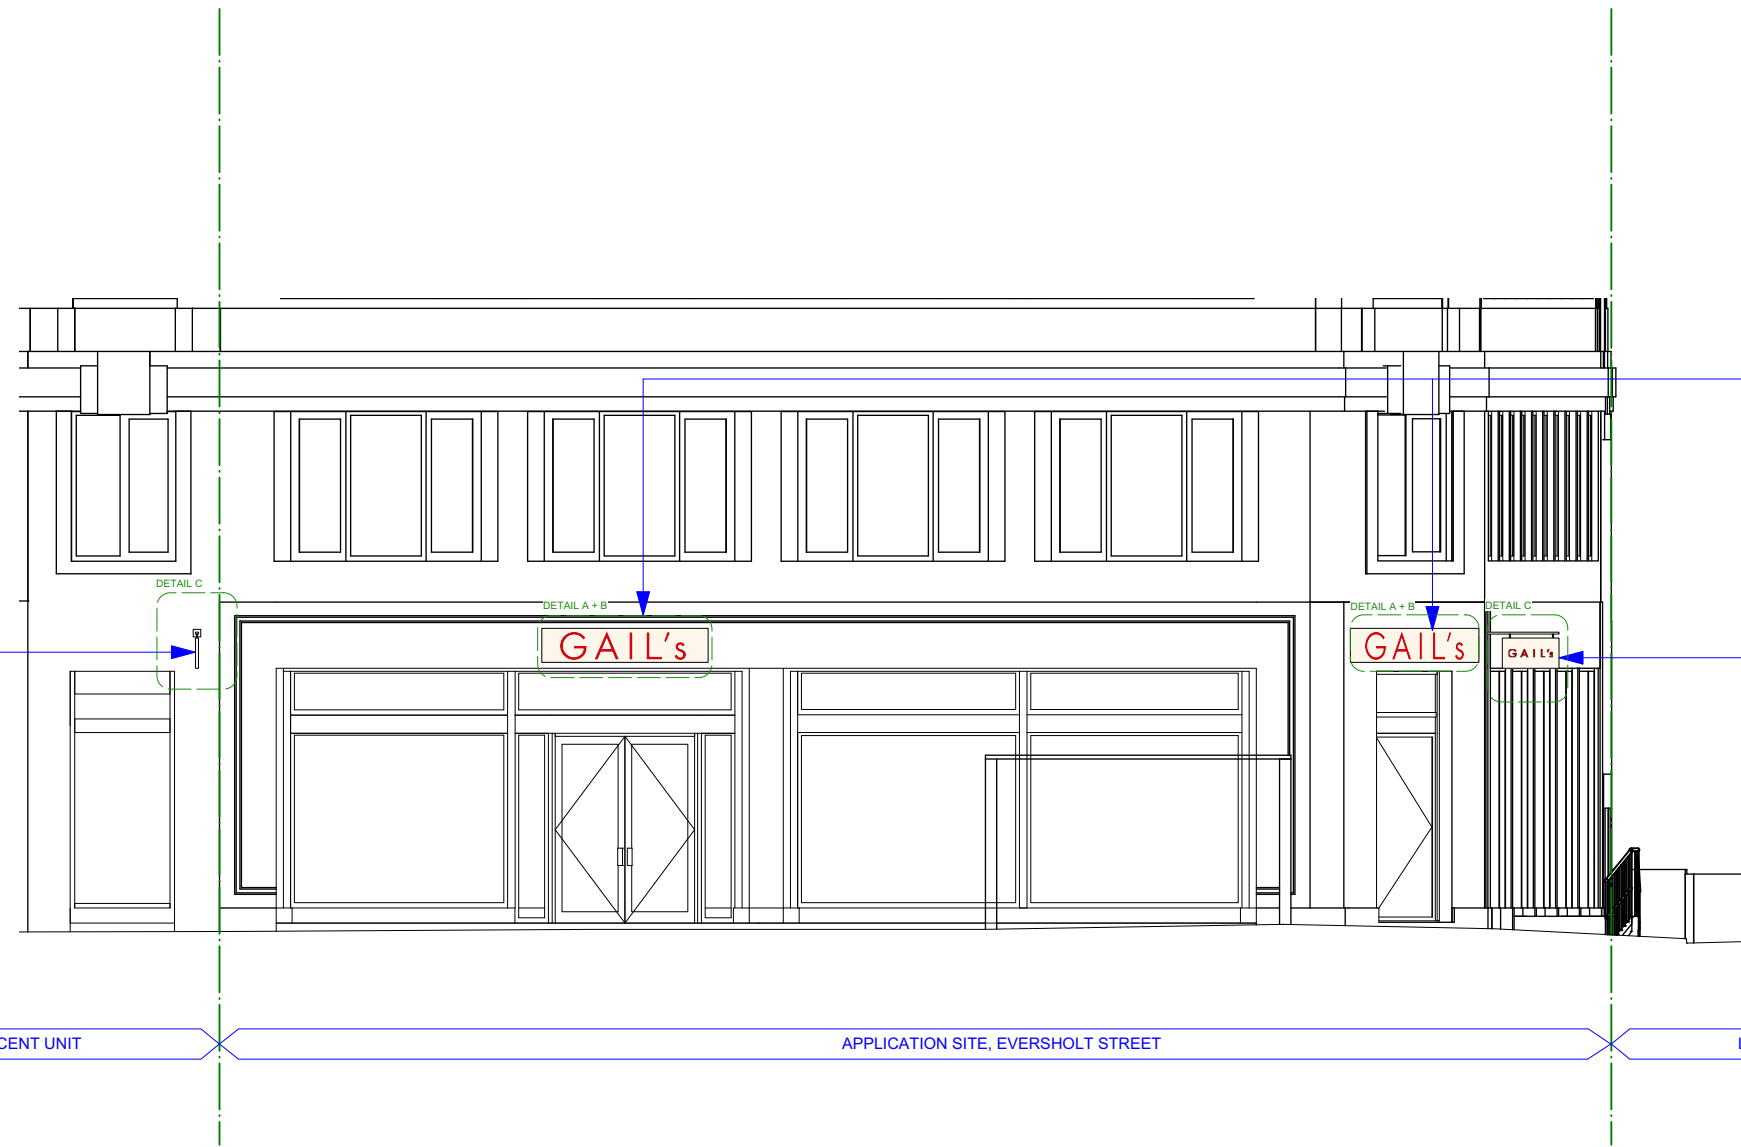 DETAIL C
DETAIL A + B
DETAIL A + B
DETAIL C
GAIL's
GAIL's
GAIL's
CENT UNIT
APPLICATION SITE, EVERSHOLT STREET